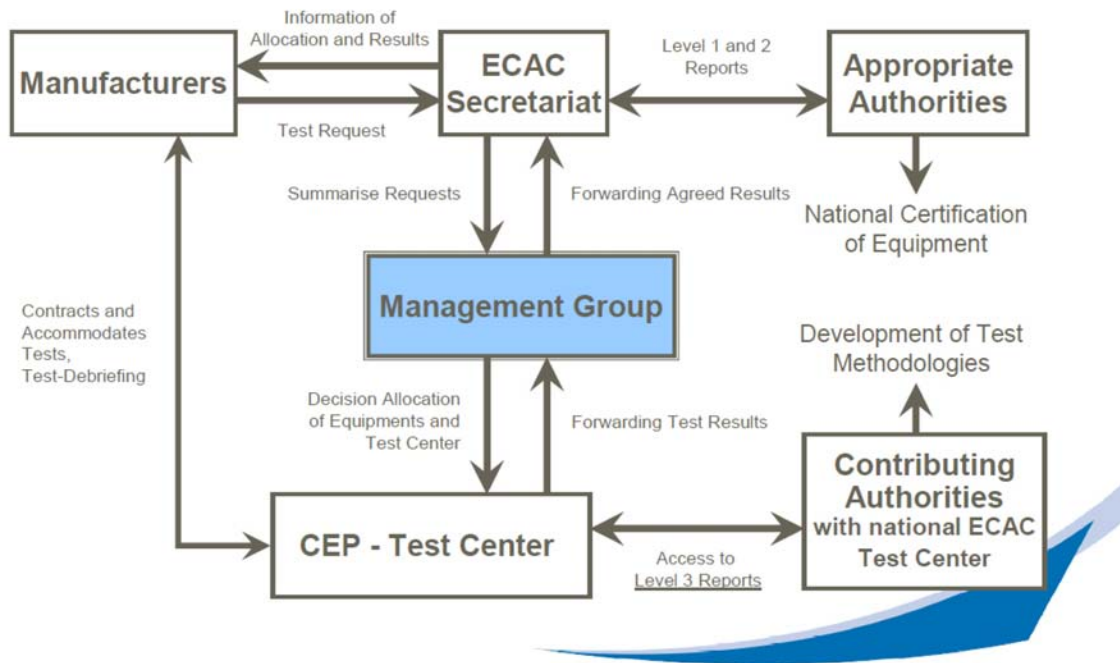 Information of
Allocation and Results
Manufacturers
Test Request
ECAC
Secretariat
Level 1 and 2
Reports
Appropriate
Authorities
Summarise Requests
Forwarding Agreed Results
National Certification
of Equipment
Management Group
Contracts and
Accommodates
Tests,
Test-Debriefing
Development of Test
Methodologies
Decision Allocation
of Equipments and
Test Center
Forwarding Test Results
CEP - Test Center
Access to
Level 3 Reports
Contributing
Authorities
with national ECAC
Test Center